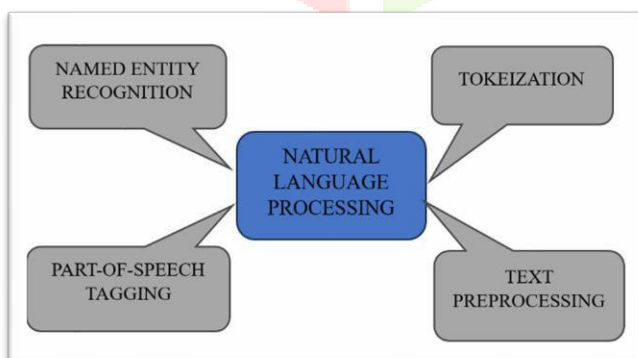 NAMED ENTITY
RECOGNITION
TOKEIZATION
NATURAL
LANGUAGE
PROCESSING
PART-OF-SPEECH
TAGGING
TEXT
PREPROCESSING